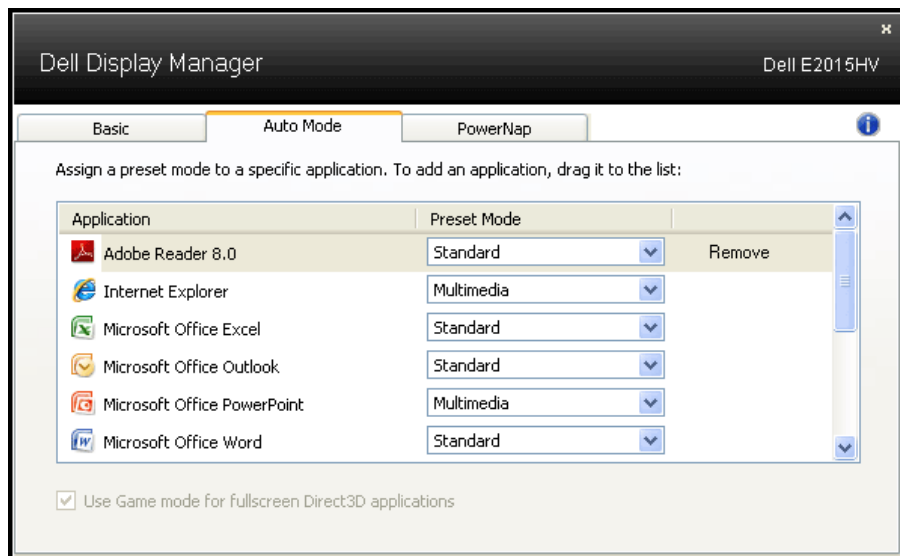 x
Dell Display Manager
Dell E2015HV
Basic
Auto Mode
PowerNap
i
Assign a preset mode to a specific application. To add an application, drag it to the list:
Application Preset Mode
Adobe Reader 8.0 Standard Remove
Internet Explorer Multimedia
Microsoft Office Excel Standard
Microsoft Office Outlook Standard
Microsoft Office PowerPoint Multimedia
Microsoft Office Word Standard
Use Game mode for fullscreen Direct3D applications